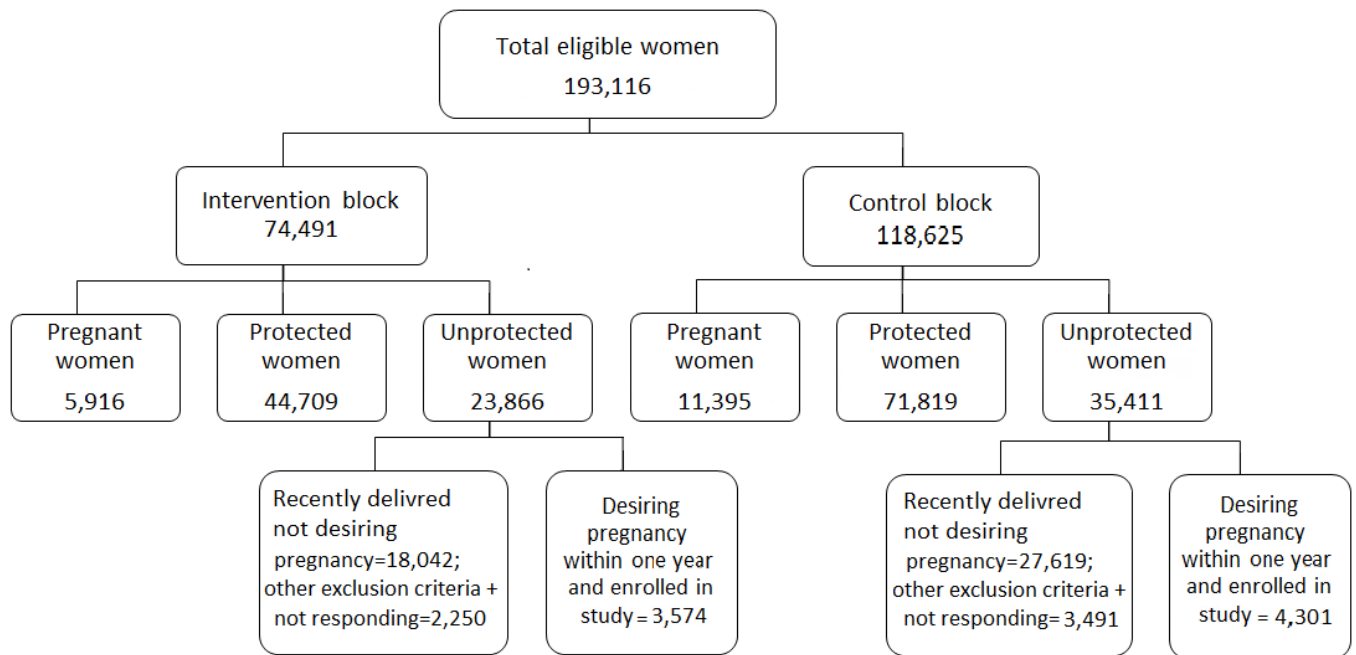 Total eligible women
193,116
Intervention block
74,491
Control block
118,625
Pregnant
women
5,916
Protected
women
44,709
Unprotected
women
23,866
Pregnant
women
11,395
Protected
women
71,819
Unprotected
women
35,411
Recently delivred
not desiring
pregnancy=18,042;
other exclusion criteria +
not responding=2,250
Desiring
pregnancy
within one year
and enrolled in
study = 3,574
Recently delivred
not desiring
pregnancy=27,619;
other exclusion criteria +
not responding= 3,491
Desiring
pregnancy
within one year
and enrolled in
study = 4,301